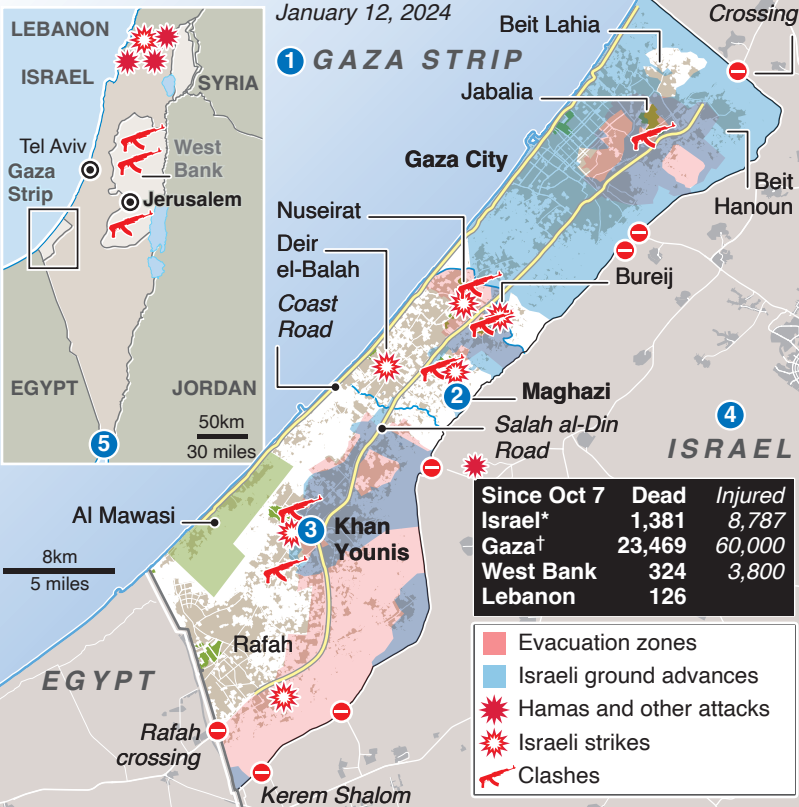 January 12, 2024
1 GAZA STRIP
Crossing
Beit Lahia
Jabalia
Gaza City
Beit
Hanoun
Nuseirat
Deir
el-Balah
Coast
Road
Bureij
2
Maghazi
Salah al-Din
Road
4
ISRAEL
Al Mawasi
3 Khan
Younis
8km
5 miles
Rafah
EGYPT
Rafah
crossing
Kerem Shalom
LEBANON
ISRAEL
SYRIA
Tel Aviv
West
Bank
Gaza
Strip
Jerusalem
EGYPT
JORDAN
5
50km
30 miles
Since Oct 7 Dead Injured
Israel* 1,381 8,787
Gaza† 23,469 60,000
West Bank 324 3,800
Lebanon 126
Evacuation zones
Israeli ground advances
Hamas and other attacks
Israeli strikes
Clashes